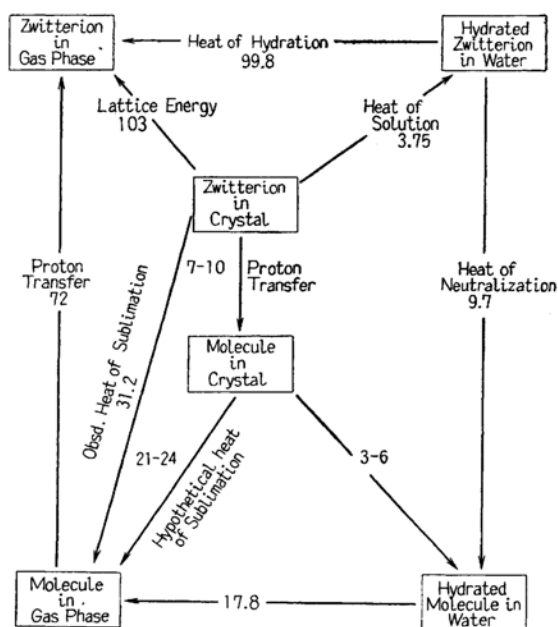 Zwitterion
in
Gas Phase
Heat of Hydration
99.8
Hydrated
Zwitterion
in Water
Lattice Energy
103
Heat
of
Solution
3.75
Zwitterion
in
Crystal
7-10
Proton
Transfer
Proton
Transfer
72
Heat of
Neutralization
9.7
Obsd. Heat of Sublimation
31.2
Molecule
in
Crystal
21-24
Hypothetical heat
of Sublimation
3-6
Molecule
in
Gas Phase
17.8
Hydrated
Molecule in
Water